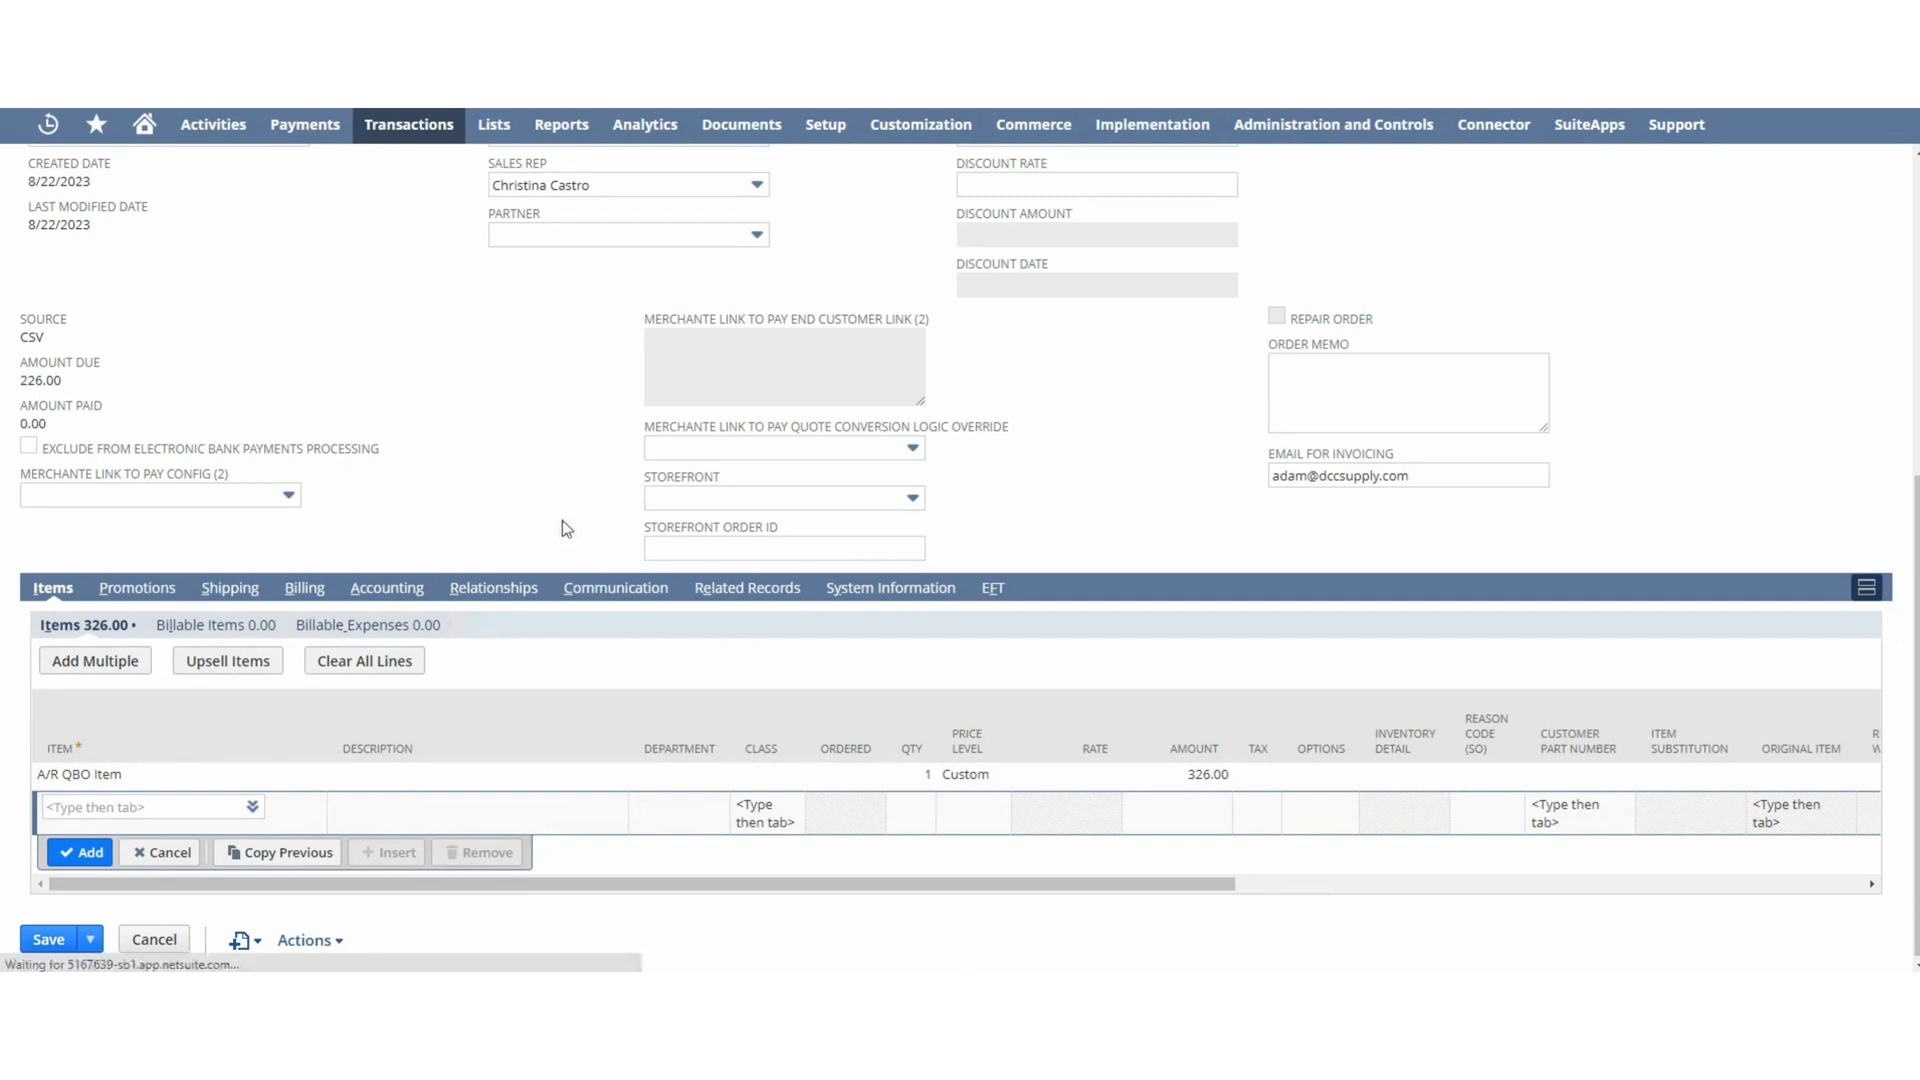 Activities Payments Transactions Lists Reports Analytics Documents Setup Customization Commerce Implementation Administration and Controls Connector SuiteApps Support
CREATED DATE
8/22/2023
LAST MODIFIED DATE
8/22/2023
SALES REP
Christina Castro
PARTNER
DISCOUNT RATE
DISCOUNT AMOUNT
DISCOUNT DATE
SOURCE
CSV
AMOUNT DUE
226.00
AMOUNT PAID
0.00
EXCLUDE FROM ELECTRONIC BANK PAYMENTS PROCESSING
MERCHANTE LINK TO PAY CONFIG (2)
MERCHANTE LINK TO PAY END CUSTOMER LINK (2)
MERCHANTE LINK TO PAY QUOTE CONVERSION LOGIC OVERRIDE
STOREFRONT
STOREFRONT ORDER ID
REPAIR ORDER
ORDER MEMO
EMAIL FOR INVOICING
adam@dccsupply.com
Items Promotions Shipping Billing Accounting Relationships Communication Related Records System Information EFT
Items 326.00 • Billable Items 0.00 Billable Expenses 0.00
Add Multiple Upsell Items Clear All Lines
ITEM * DESCRIPTION DEPARTMENT CLASS ORDERED QTY PRICE LEVEL RATE AMOUNT TAX OPTIONS INVENTORY DETAIL REASON CODE (SO) CUSTOMER PART NUMBER ITEM SUBSTITUTION ORIGINAL ITEM
A/R QBO Item 1 Custom 326.00
<Type then tab> <Type then tab> <Type then tab> <Type then tab>
Add Cancel Copy Previous Insert Remove
Save Cancel Actions
Waiting for 5167639-sb1.app.netsuite.com...